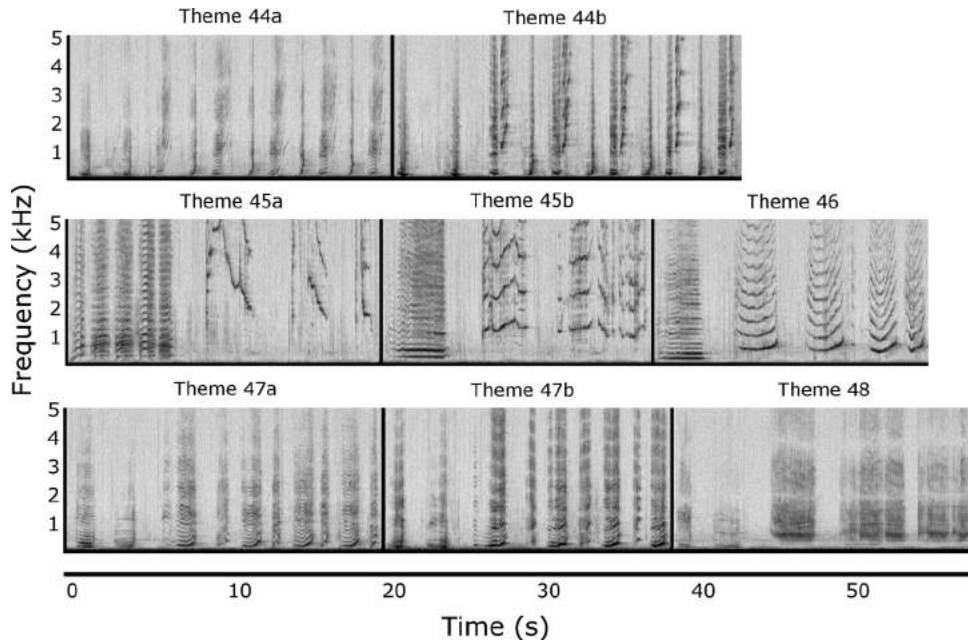 Theme 44a
Theme 44b
5
4
3
2
1
Theme 45a
Theme 45b
Theme 46
5
4
3
2
1
Frequency (kHz)
Theme 47a
Theme 47b
Theme 48
5
4
3
2
1
0 10 20 30 40 50
Time (s)